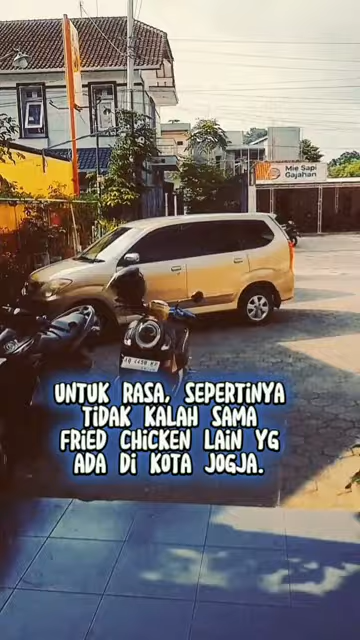 Mie Sapi
Gajahan
UNTUK RASA, SEPERTINYA
TIDAK KALAH SAMA
FRIED CHICKEN LAIN YG
ADA DI KOTA JOGJA.